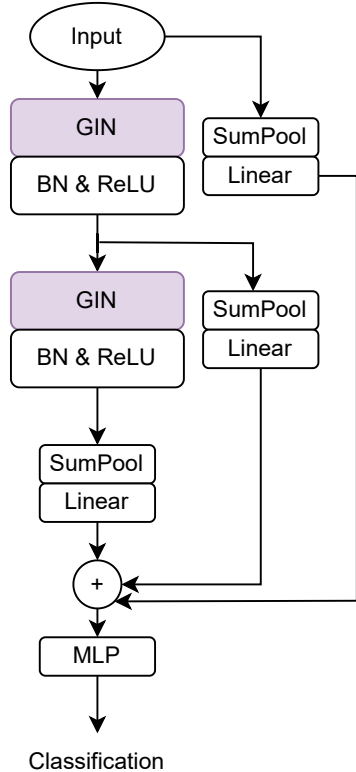 Input
GIN
BN & ReLU
SumPool
Linear
GIN
BN & ReLU
SumPool
Linear
SumPool
Linear
+
MLP
Classification